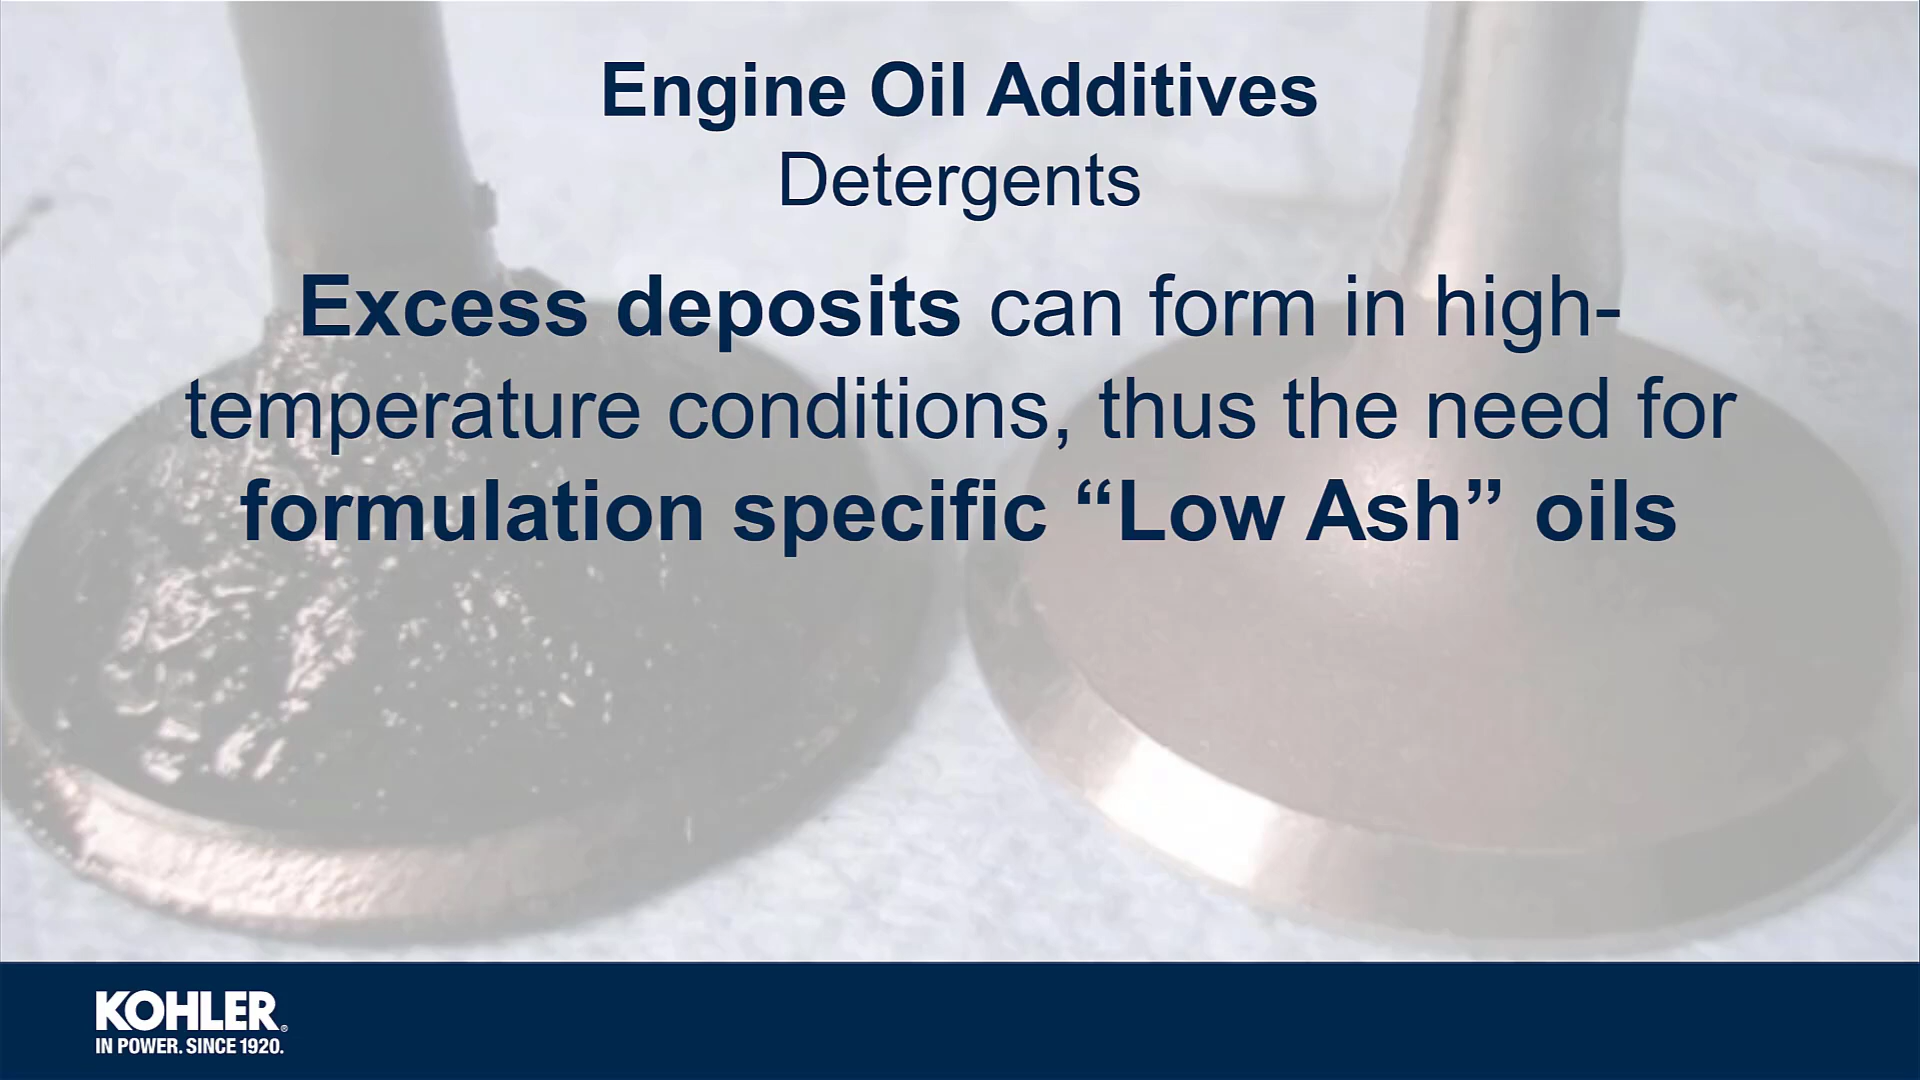 Engine Oil Additives
Detergents
Excess deposits can form in high-
temperature conditions, thus the need for
formulation specific “Low Ash” oils
KOHLER®
IN POWER. SINCE 1920.